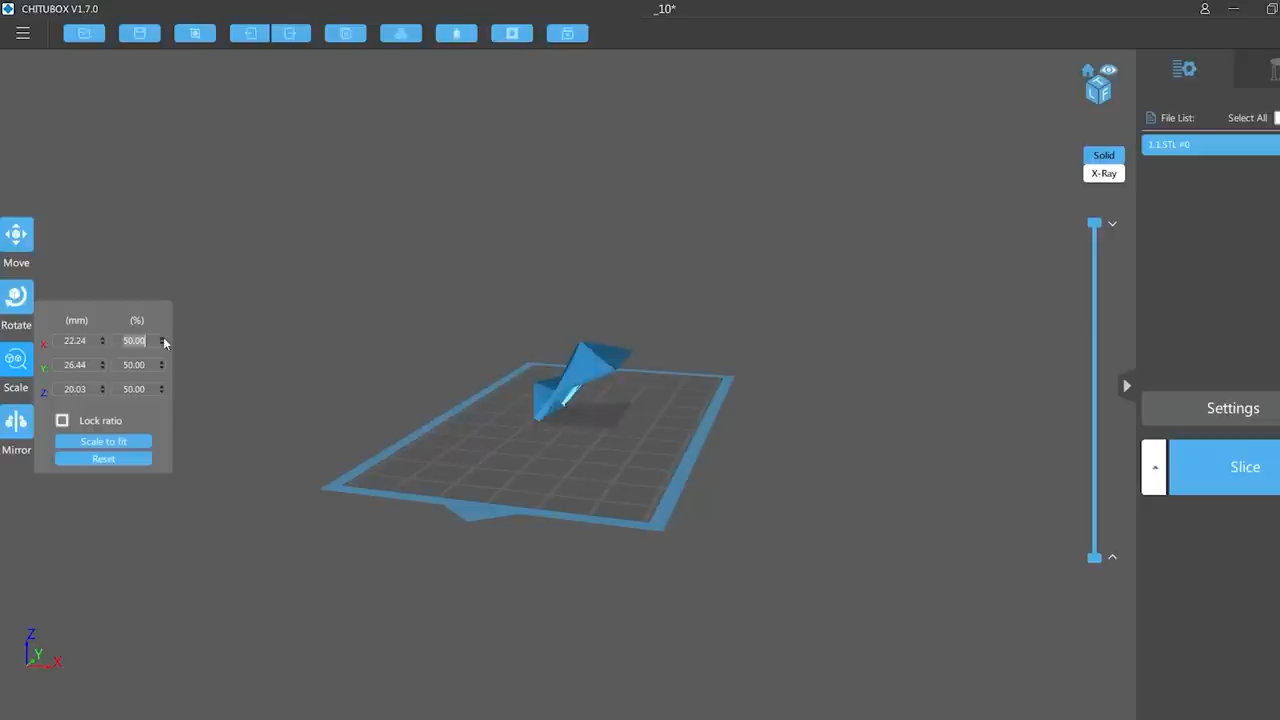 CHITUBOX V1.7.0
_10*
L F
File List:
Select All
1.1.STL #0
Solid
X-Ray
Move
Rotate
Scale
Mirror
(mm) (%)
X: 22.24 50.00
Y: 26.44 50.00
Z: 20.03 50.00
Lock ratio
Scale to fit
Reset
Settings
Slice
Z
Y
X